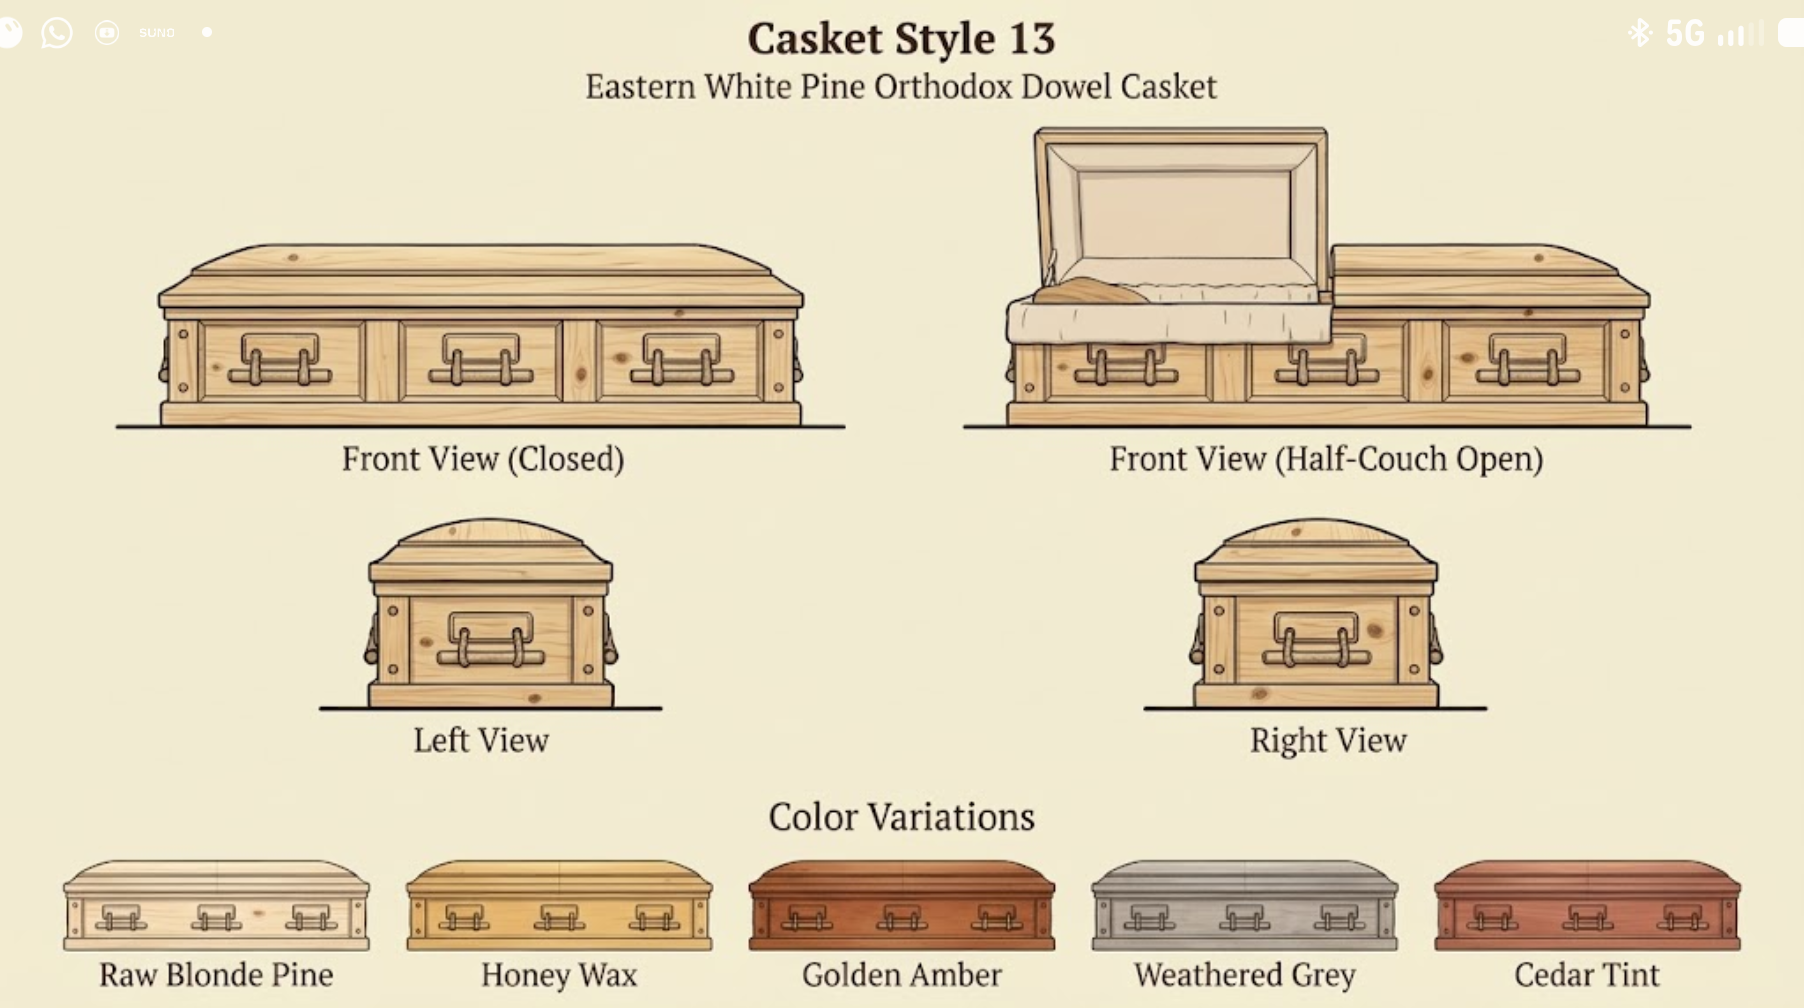 SUND
5G
Casket Style 13
Eastern White Pine Orthodox Dowel Casket
Front View (Closed)
Front View (Half-Couch Open)
Left View
Right View
Color Variations
Raw Blonde Pine
Honey Wax
Golden Amber
Weathered Grey
Cedar Tint